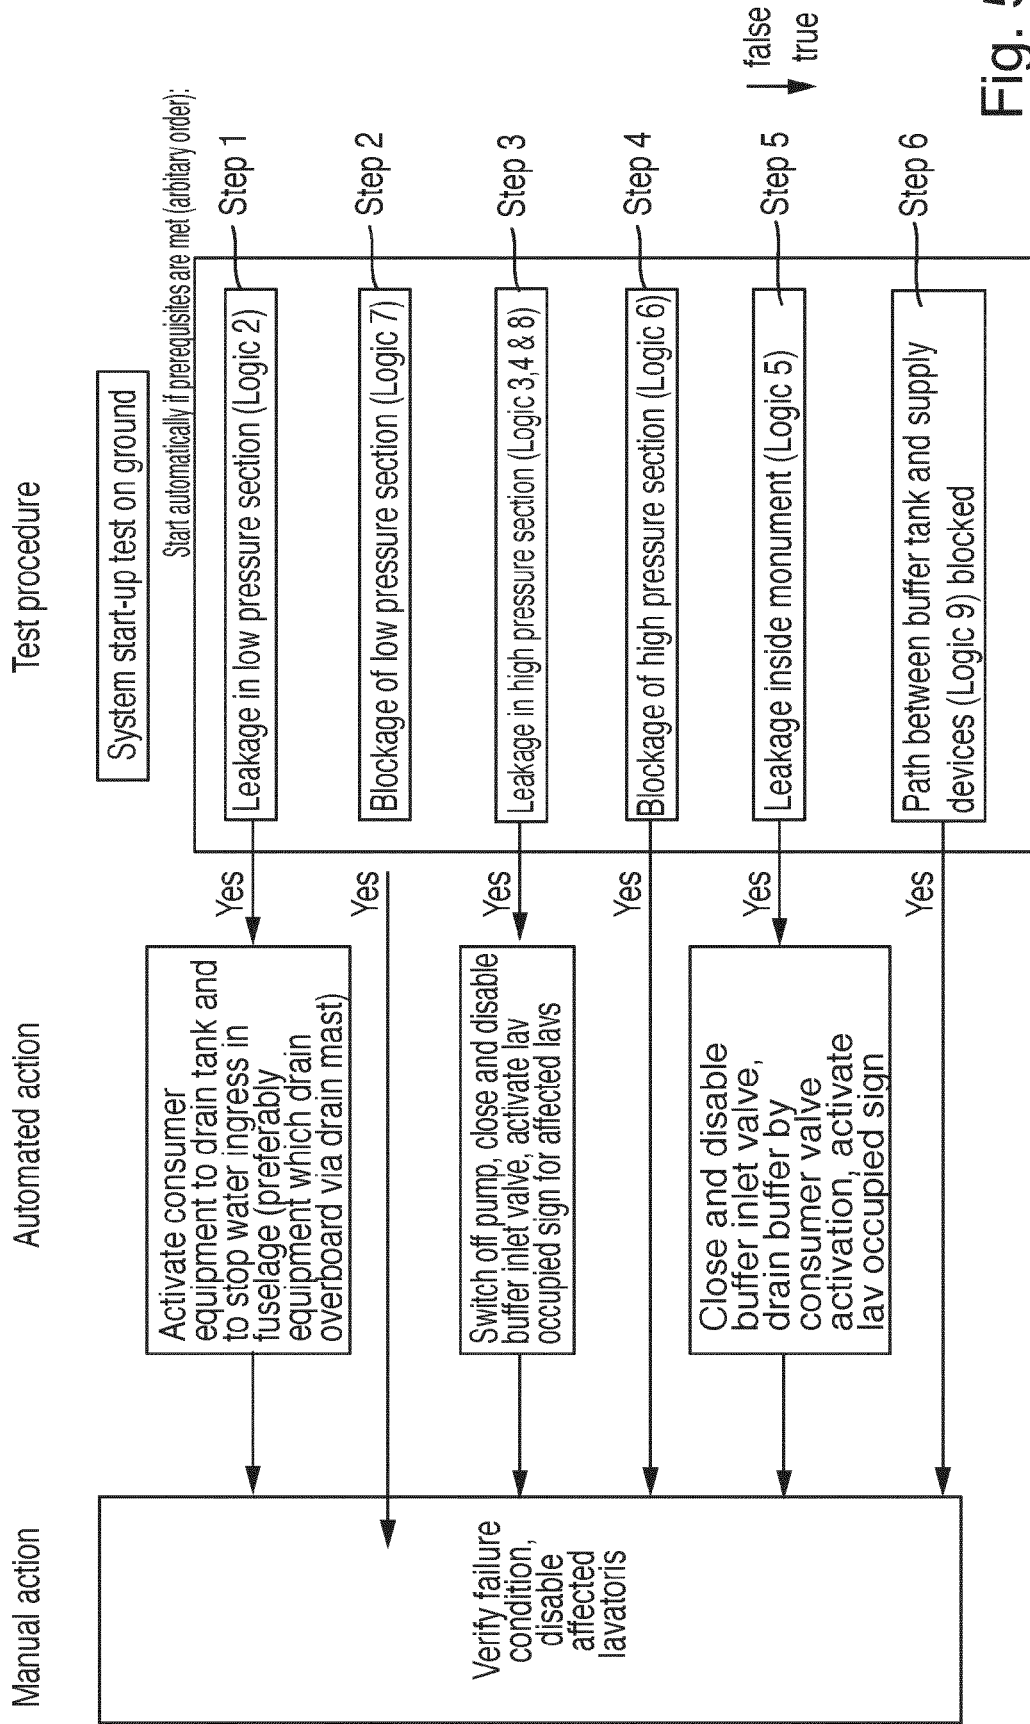 Manual action
Automated action
Test procedure
System start-up test on ground
Start automatically if prerequisites are met (arbitary order):
Leakage in low pressure section (Logic 2)
Step 1
Yes
Activate consumer
equipment to drain tank and
to stop water ingress in
fuselage (preferably
equipment which drain
overboard via drain mast)
Blockage of low pressure section (Logic 7)
Step 2
Yes
Leakage in high pressure section (Logic 3,4 & 8)
Step 3
Yes
Switch off pump, close and disable
buffer inlet valve, activate lav
occupied sign for affected lavs
Blockage of high pressure section (Logic 6)
Step 4
Yes
Leakage inside monument (Logic 5)
Step 5
Yes
Close and disable
buffer inlet valve,
drain buffer by
consumer valve
activation, activate
lav occupied sign
Path between buffer tank and supply
devices (Logic 9) blocked
Step 6
Yes
Verify failure
condition,
disable
affected
lavatoris
false
true
Fig. 5